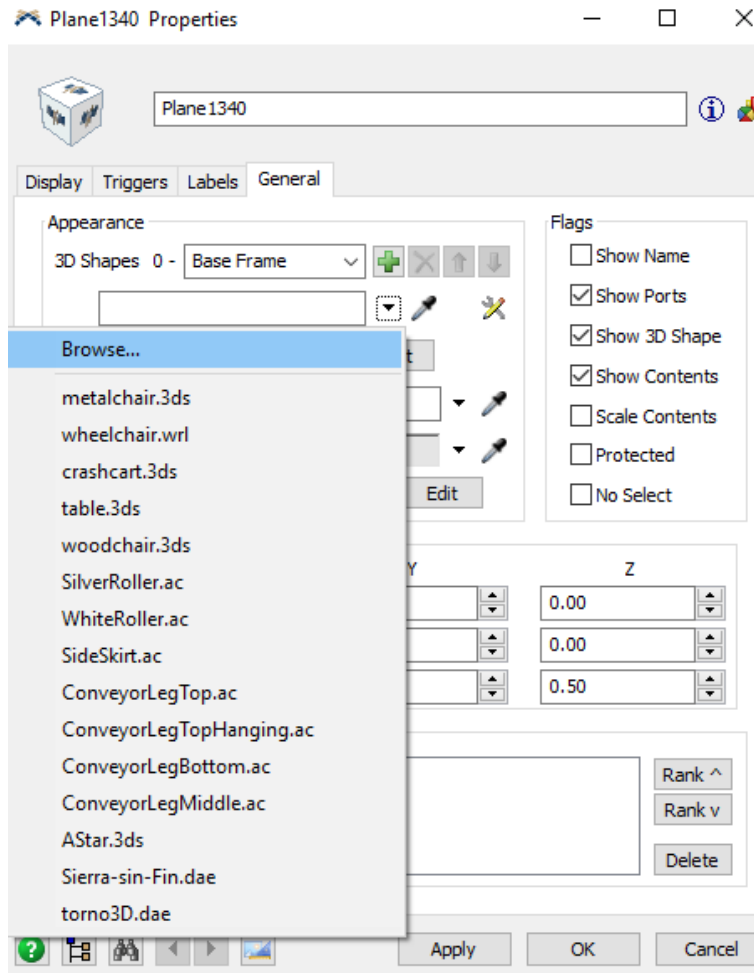 Plane1340 Properties
Plane1340
Display Triggers Labels General
Appearance
3D Shapes 0 - Base Frame
Browse...
metalchair.3ds
wheelchair.wrl
crashcart.3ds
table.3ds
woodchair.3ds
SilverRoller.ac
WhiteRoller.ac
SideSkirt.ac
ConveyorLegTop.ac
ConveyorLegTopHanging.ac
ConveyorLegBottom.ac
ConveyorLegMiddle.ac
AStar.3ds
Sierra-sin-Fin.dae
torno3D.dae
t
Edit
Flags
Show Name
Show Ports
Show 3D Shape
Show Contents
Scale Contents
Protected
No Select
Y Z
0.00
0.00
0.50
Rank ^
Rank v
Delete
Apply OK Cancel